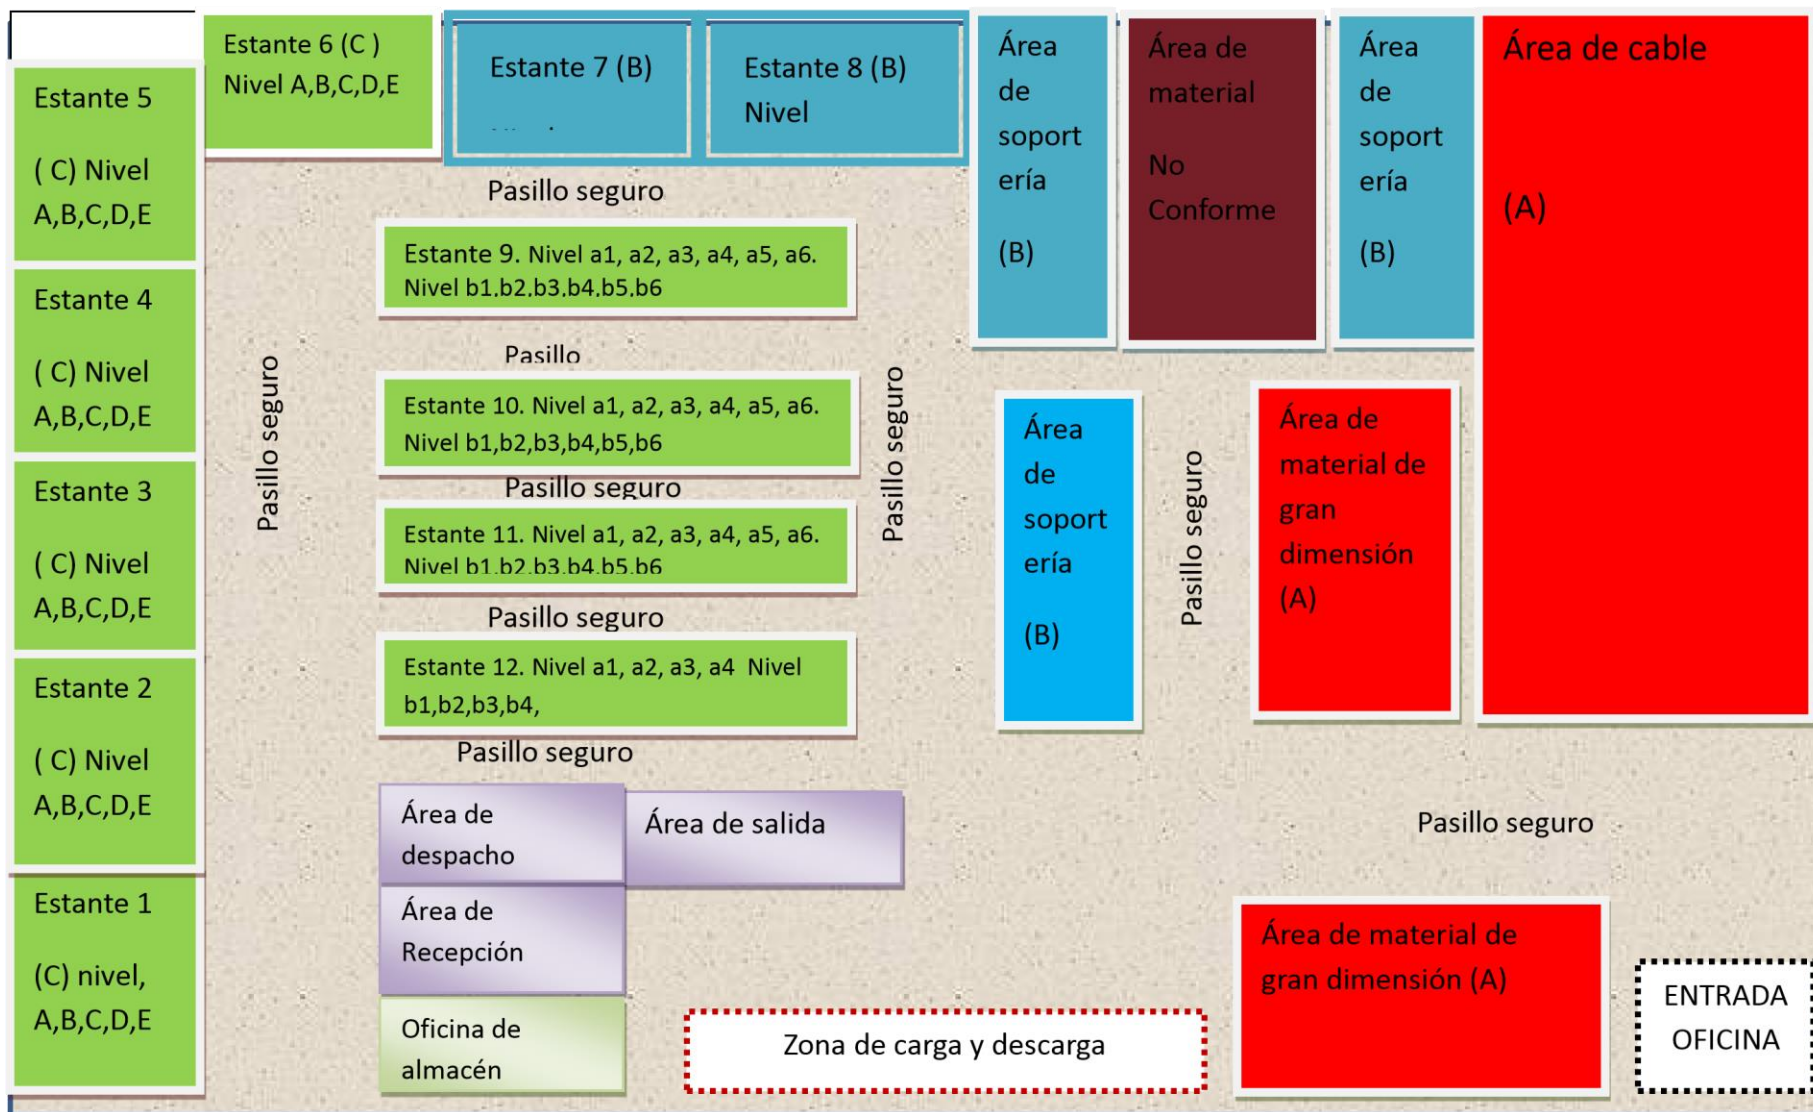 Estante 6 (C )
Nivel A,B,C,D,E
Estante 7 (B)
Estante 8 (B)
Nivel
Área
de
soport
ería
(B)
Área de
material
No
Conforme
Área
de
soport
ería
(B)
Área de cable
(A)
Estante 5
( C) Nivel
A,B,C,D,E
Estante 4
( C) Nivel
A,B,C,D,E
Estante 3
( C) Nivel
A,B,C,D,E
Estante 2
( C) Nivel
A,B,C,D,E
Estante 1
(C) nivel,
A,B,C,D,E
Pasillo seguro
Pasillo seguro
Estante 9. Nivel a1, a2, a3, a4, a5, a6.
Nivel b1,b2,b3,b4,b5,b6
Pasillo
Estante 10. Nivel a1, a2, a3, a4, a5, a6.
Nivel b1,b2,b3,b4,b5,b6
Pasillo seguro
Estante 11. Nivel a1, a2, a3, a4, a5, a6.
Nivel b1,b2,b3,b4,b5,b6
Pasillo seguro
Estante 12. Nivel a1, a2, a3, a4 Nivel
b1,b2,b3,b4,
Pasillo seguro
Pasillo seguro
Área
de
soport
ería
(B)
Pasillo seguro
Área de
material de
gran
dimensión
(A)
Área de
despacho
Área de salida
Pasillo seguro
Área de
Recepción
Oficina de
almacén
Zona de carga y descarga
Área de material de
gran dimensión (A)
ENTRADA
OFICINA